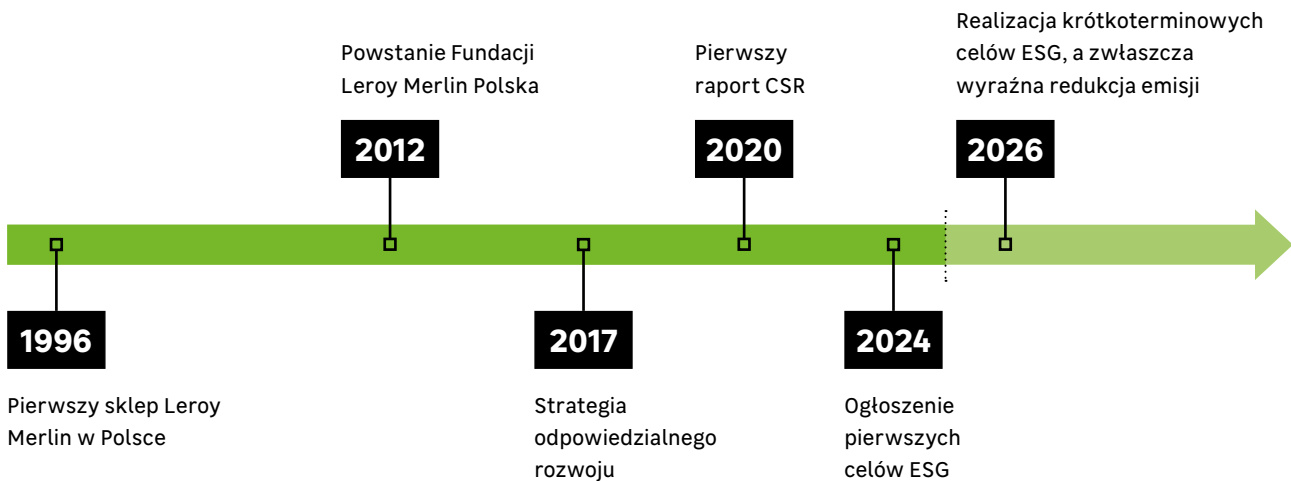 Powstanie Fundacji
Leroy Merlin Polska
2012
Pierwszy
raport CSR
2020
Realizacja krótkoterminowych
celów ESG, a zwłaszcza
wyraźna redukcja emisji
2026
1996
Pierwszy sklep Leroy
Merlin w Polsce
2017
Strategia
odpowiedzialnego
rozwoju
2024
Ogłoszenie
pierwszych
celów ESG